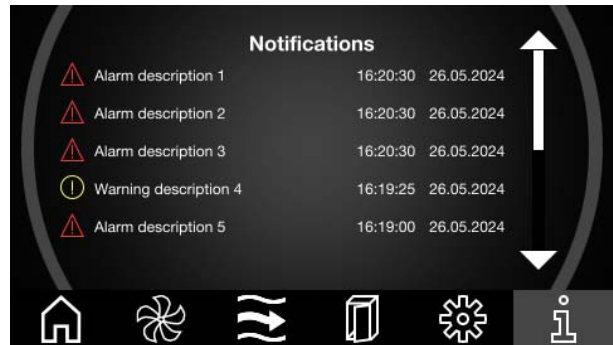 Notifications
Alarm description 1 16:20:30 26.05.2024
Alarm description 2 16:20:30 26.05.2024
Alarm description 3 16:20:30 26.05.2024
Warning description 4 16:19:25 26.05.2024
Alarm description 5 16:19:00 26.05.2024